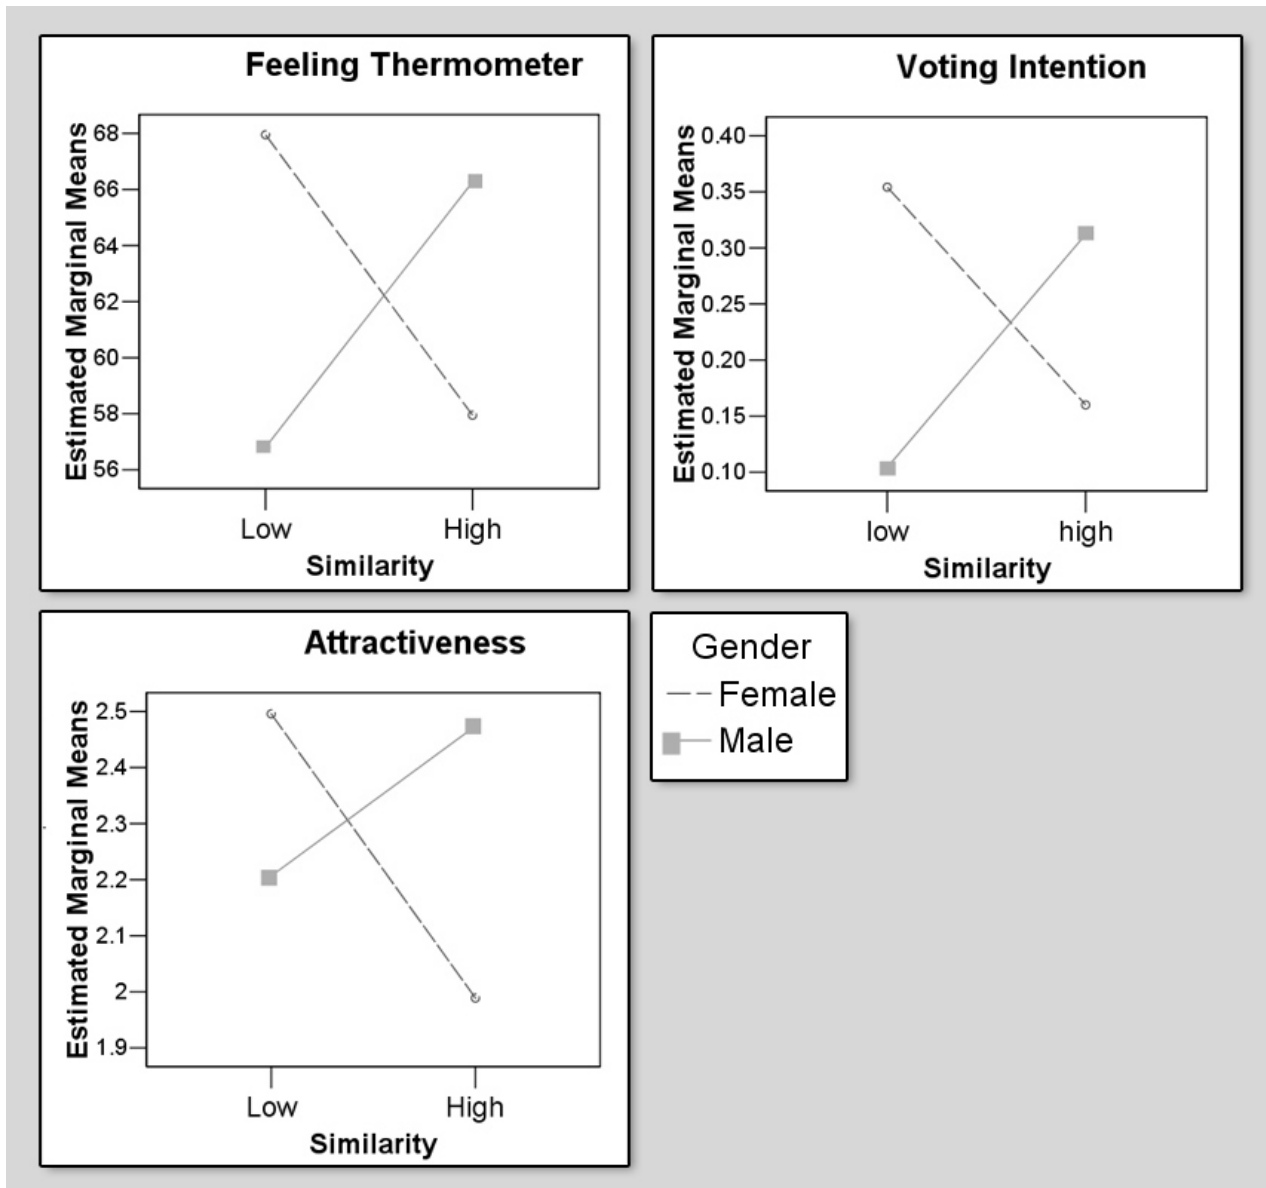 Feeling Thermometer
Estimated Marginal Means
68
66
64
62
60
58
56
Low High
Similarity
Voting Intention
Estimated Marginal Means
0.40
0.35
0.30
0.25
0.20
0.15
0.10
low high
Similarity
Attractiveness
Estimated Marginal Means
2.5
2.4
2.3
2.2
2.1
2
1.9
Low High
Similarity
Gender
Female
Male